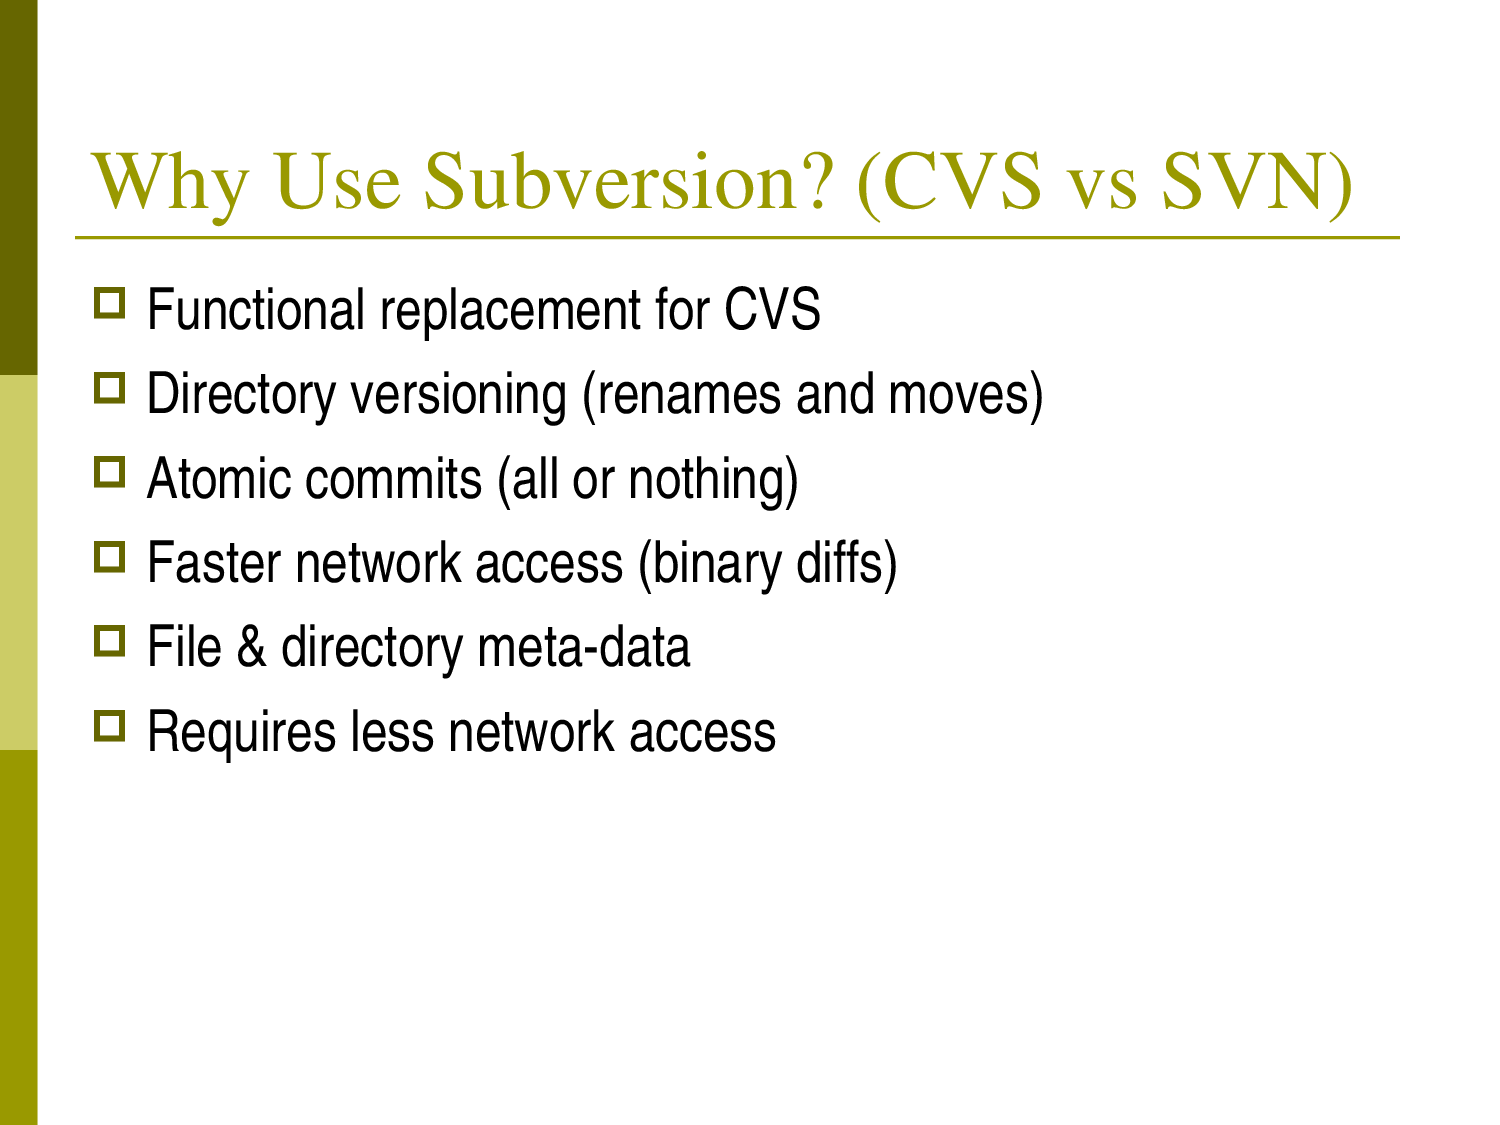 Why Use Subversion? (CVS vs SVN)
Functional replacement for CVS
Directory versioning (renames and moves)
Atomic commits (all or nothing)
Faster network access (binary diffs)
File & directory meta-data
Requires less network access